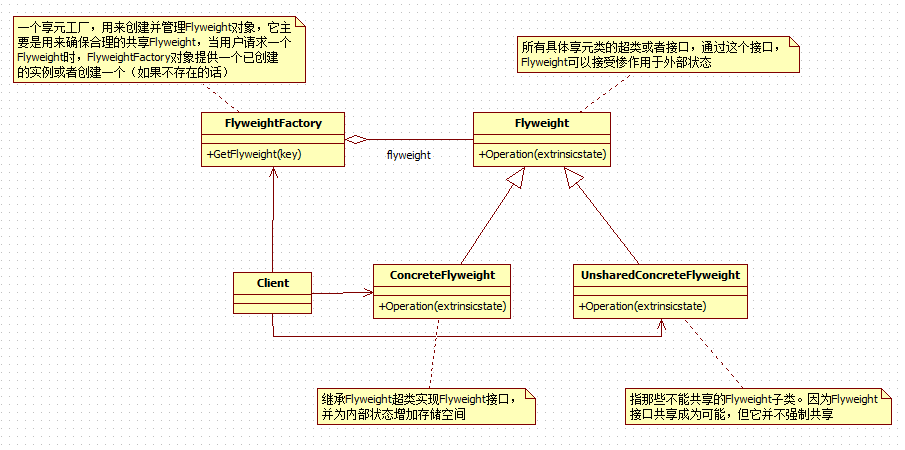 一个享元工厂，用来创建并管理Flyweight对象，它主
要是用来确保合理的共享Flyweight，当用户请求一个
Flyweight时，FlyweightFactory对象提供一个已创建
的实例或者创建一个（如果不存在的话）
所有具体享元类的超类或者接口，通过这个接口，
Flyweight可以接受惨作用于外部状态
FlyweightFactory
+GetFlyweight(key)
flyweight
Flyweight
+Operation(extrinsicstate)
Client
ConcreteFlyweight
+Operation(extrinsicstate)
UnsharedConcreteFlyweight
+Operation(extrinsicstate)
继承Flyweight超类实现Flyweight接口，
并为内部状态增加存储空间
指那些不能共享的Flyweight子类。因为Flyweight
接口共享成为可能，但它并不强制共享